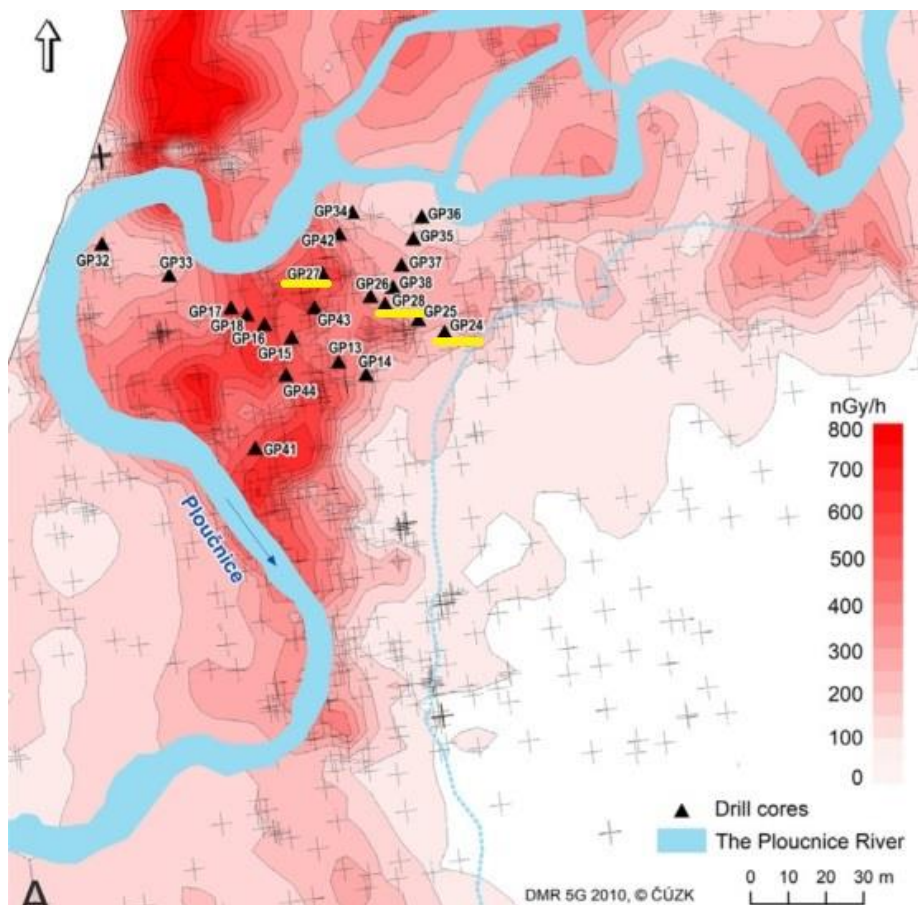 GP34
GP36
GP42
GP35
GP32
GP33
GP27
GP37
GP26
GP38
GP28
GP17
GP18
GP43
GP25
GP24
GP16
GP15
GP13
GP14
GP44
GP41
Ploučnice
nGy/h
800
700
600
500
400
300
200
100
0
Drill cores
The Ploucnice River
DMR 5G 2010, © ČÚZK
0 10 20 30 m
A